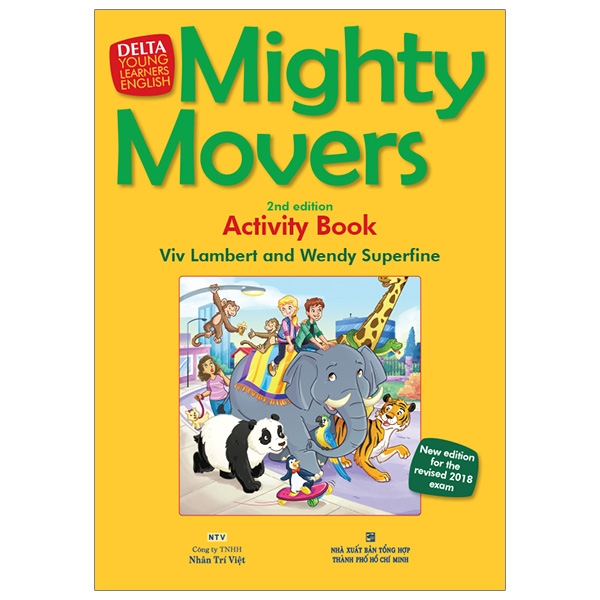 DELTA
YOUNG
LEARNERS
ENGLISH
Mighty
Movers
2nd edition
Activity Book
Viv Lambert and Wendy Superfine
New edition
for the
revised 2018
exam
NTV
Công ty TNHH
Nhân Trí Việt
NHÀ XUẤT BẢN TỔNG HỢP
THÀNH PHỐ HỒ CHÍ MINH